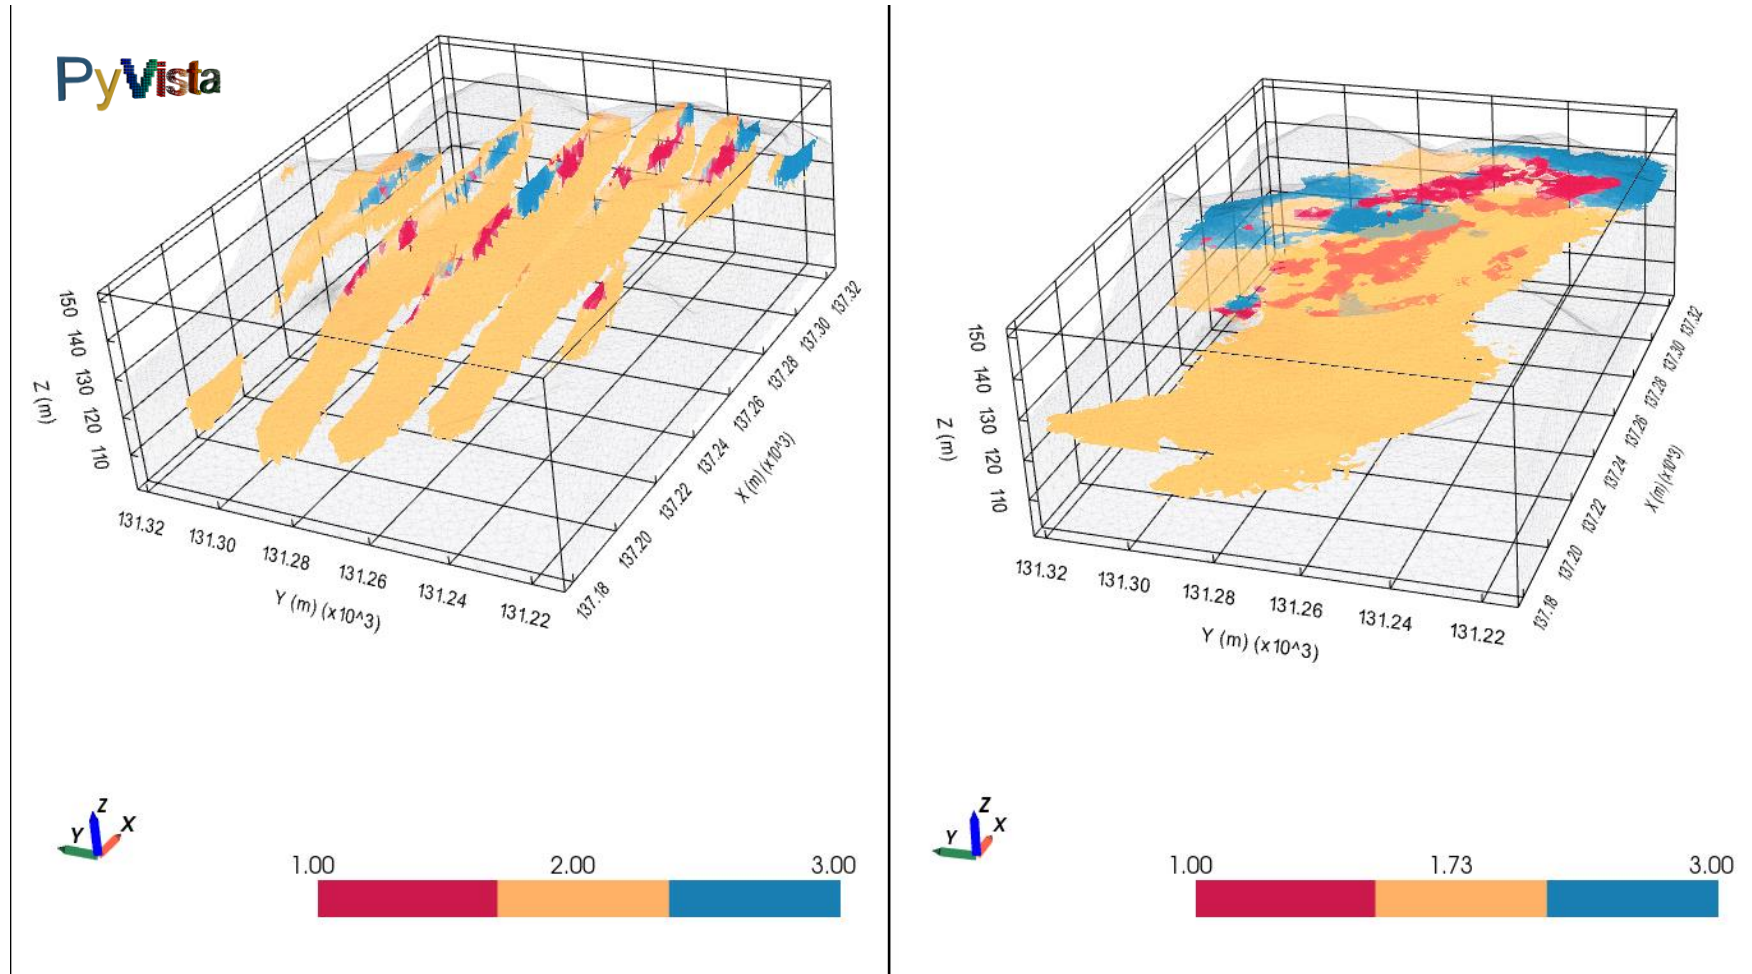 PyVista
150
140
130
120
110
Z (m)
131.32
131.30
131.28
131.26
131.24
131.22
Y (m) (x10^3)
137.18
137.20
137.22
137.24
137.26
137.28
137.30
137.32
X (m) (x10^3)
Z
Y
X
1.00 2.00 3.00
150
140
130
120
110
Z (m)
131.32
131.30
131.28
131.26
131.24
131.22
Y (m) (x10^3)
137.18
137.20
137.22
137.24
137.26
137.28
137.30
137.32
X (m) (x10^3)
Z
Y
X
1.00 1.73 3.00